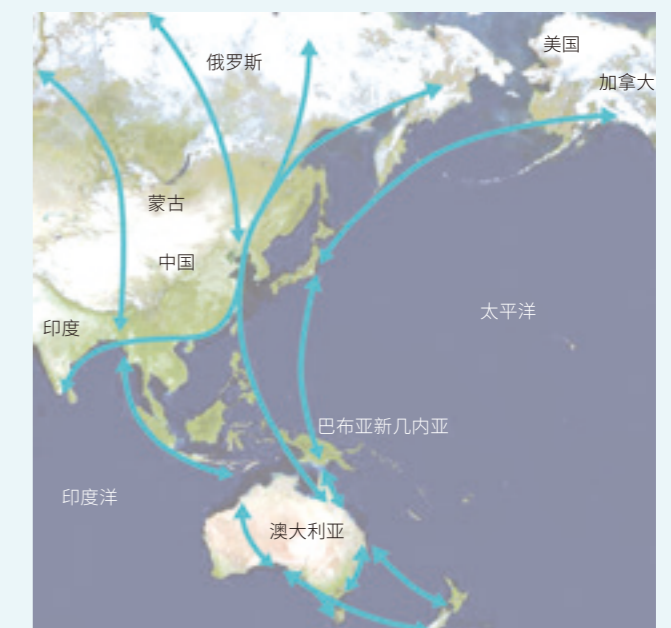 美国
俄罗斯
加拿大
蒙古
中国
太平洋
印度
巴布亚新几内亚
印度洋
澳大利亚